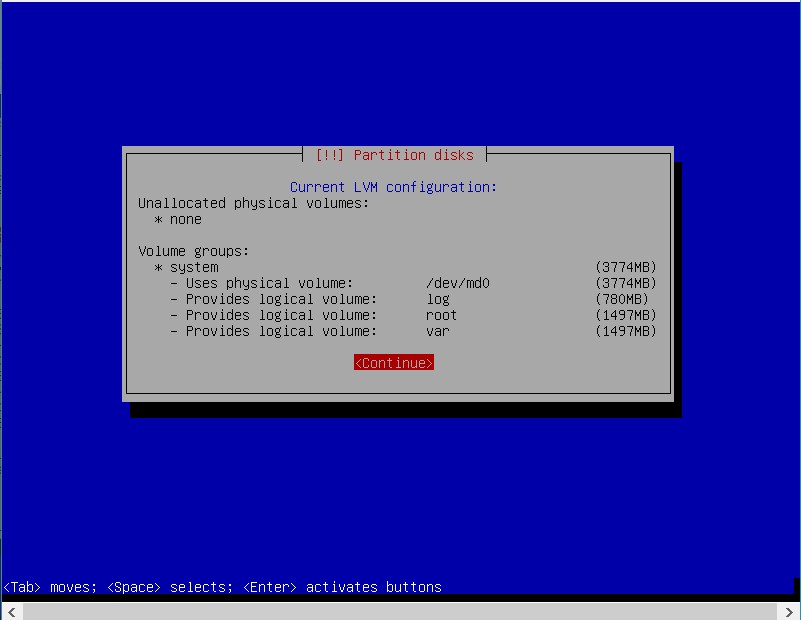 [!!] Partition disks
Current LVM configuration:
Unallocated physical volumes:
* none
Volume groups:
* system (3774MB)
- Uses physical volume: /dev/md0 (3774MB)
- Provides logical volume: log (780MB)
- Provides logical volume: root (1497MB)
- Provides logical volume: var (1497MB)
<Continue>
<Tab> moves; <Space> selects; <Enter> activates buttons